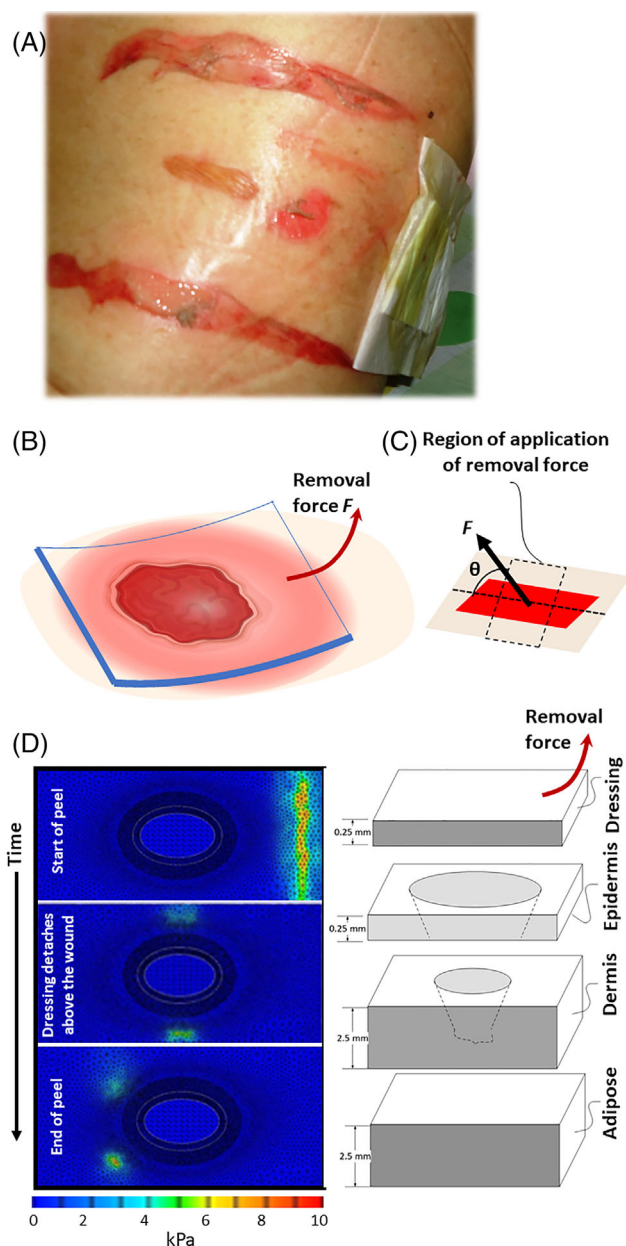 (A)
(B)
Removal
force F
(C)
Region of application
of removal force
F
θ
(D)
Time
Start of peel
Dressing detaches
above the wound
End of peel
0 2 4 6 8 10
kPa
Removal
force
0.25 mm
Dressing
0.25 mm
Epidermis
2.5 mm
Dermis
2.5 mm
Adipose